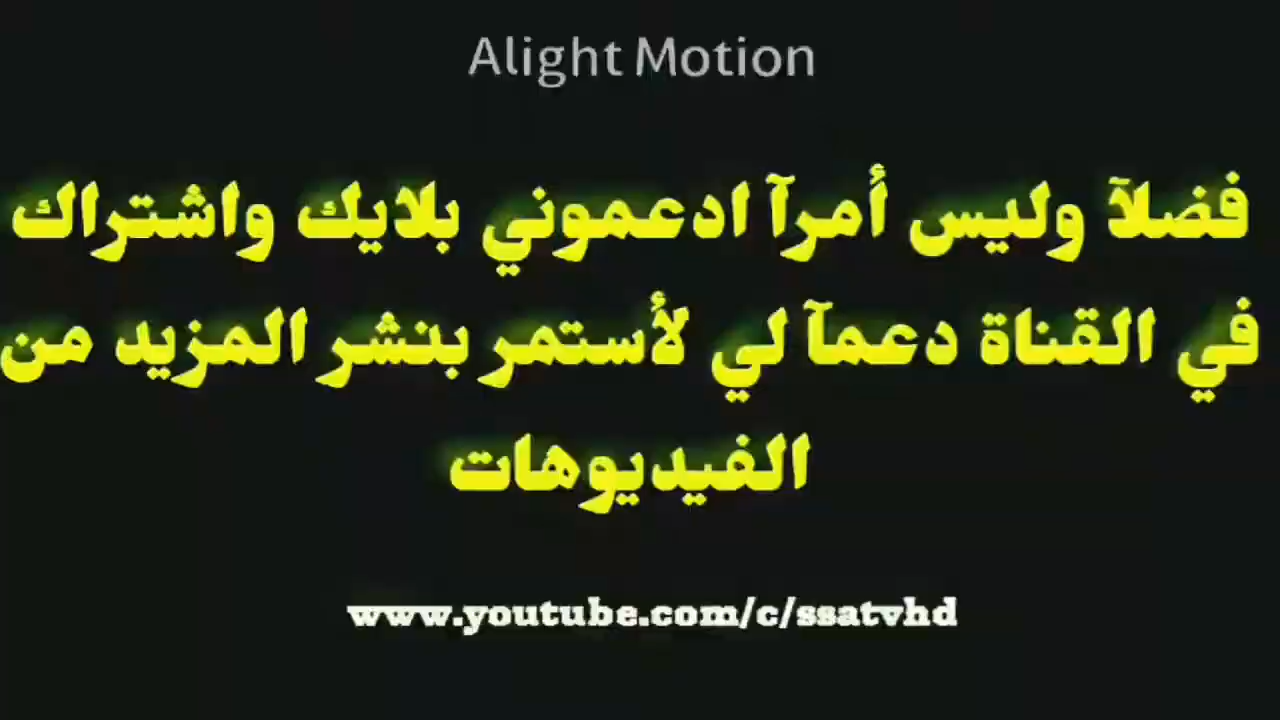 Alight Motion
فضلآ وليس أمرآ ادعموني بلايك واشتراك
في القناة دعمآ لي لأستمر بنشر المزيد من
الفيديوهات
www.youtube.com/c/ssatvhd